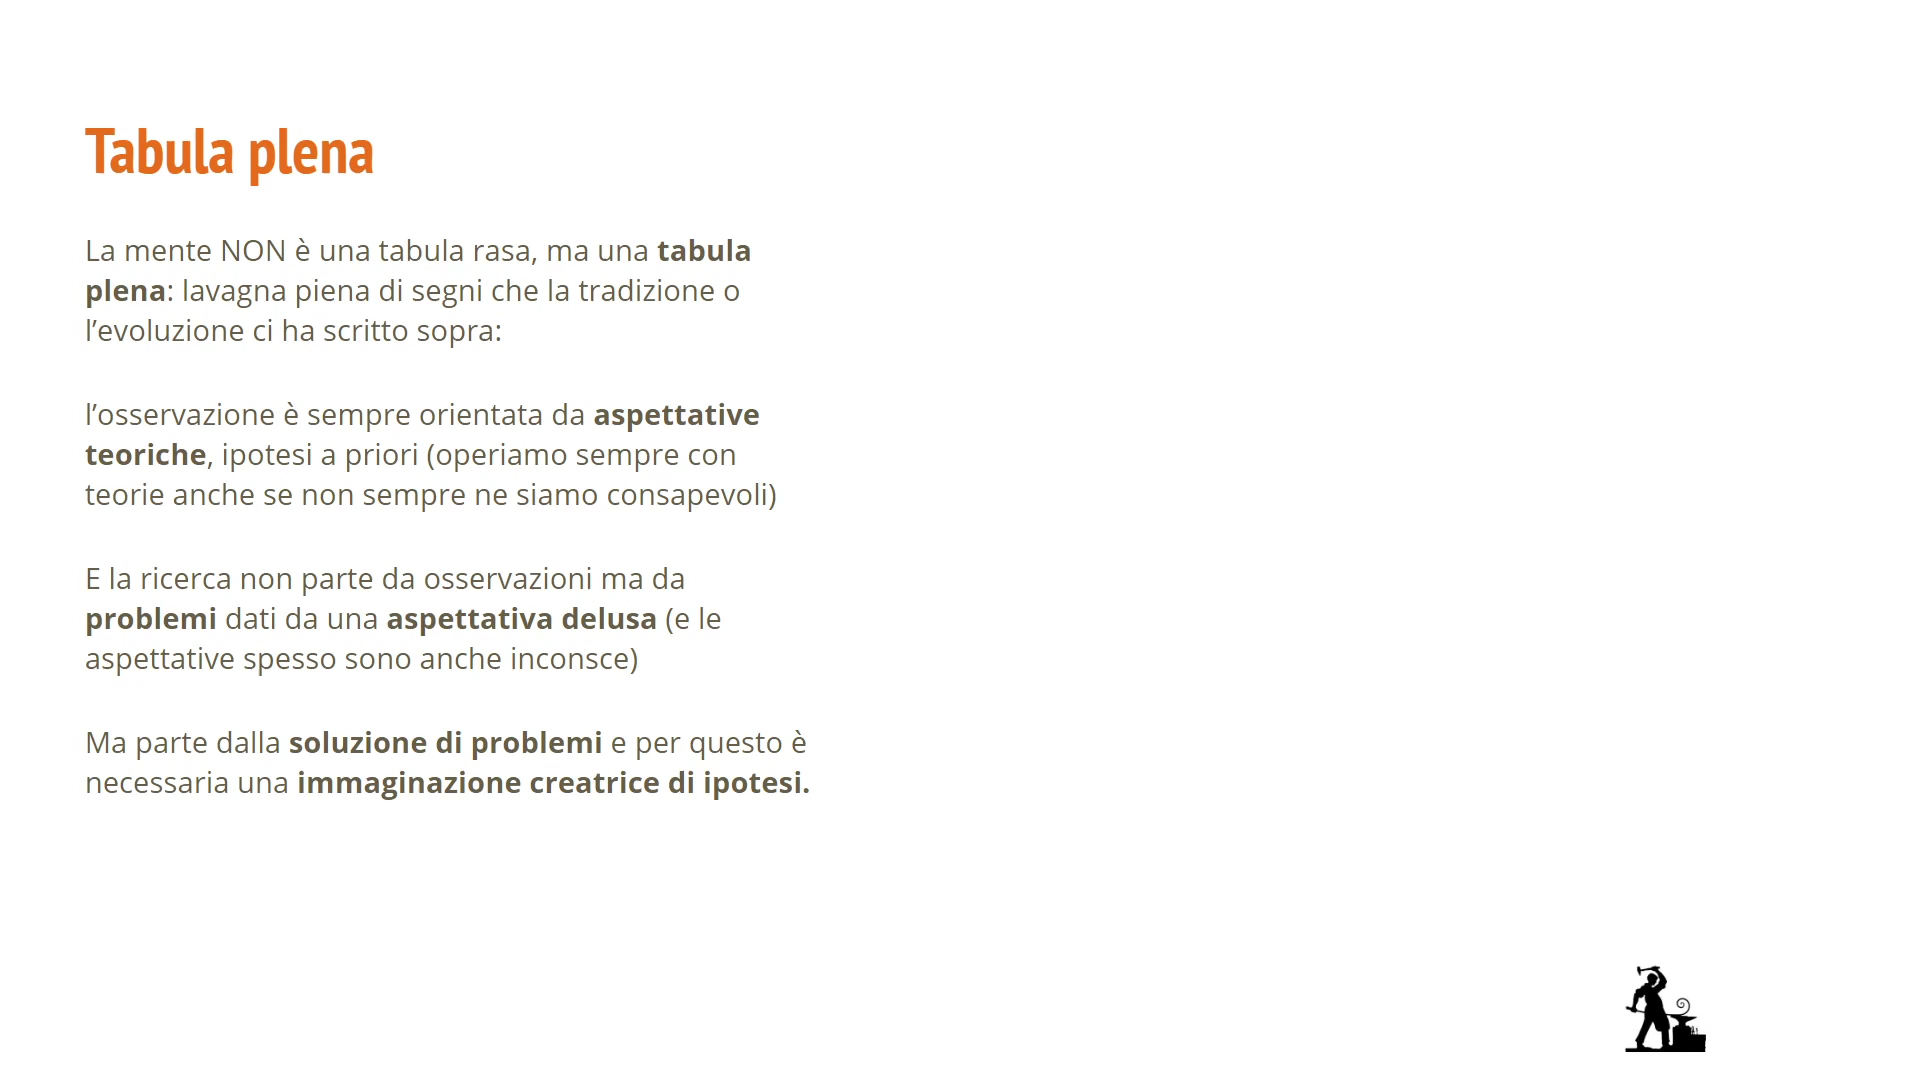 Tabula plena
La mente NON è una tabula rasa, ma una tabula
plena: lavagna piena di segni che la tradizione o
l’evoluzione ci ha scritto sopra:
l’osservazione è sempre orientata da aspettative
teoriche, ipotesi a priori (operiamo sempre con
teorie anche se non sempre ne siamo consapevoli)
E la ricerca non parte da osservazioni ma da
problemi dati da una aspettativa delusa (e le
aspettative spesso sono anche inconsce)
Ma parte dalla soluzione di problemi e per questo è
necessaria una immaginazione creatrice di ipotesi.